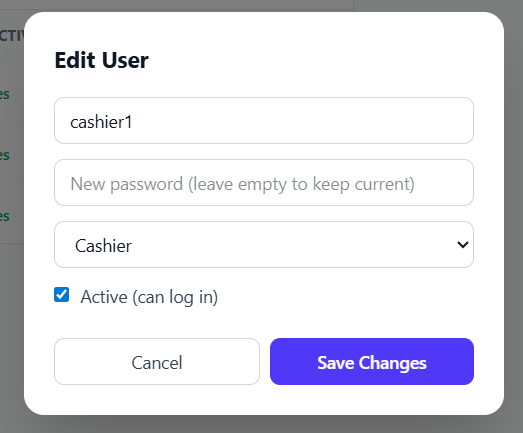 Edit User
cashier1
New password (leave empty to keep current)
Cashier
Active (can log in)
Cancel
Save Changes